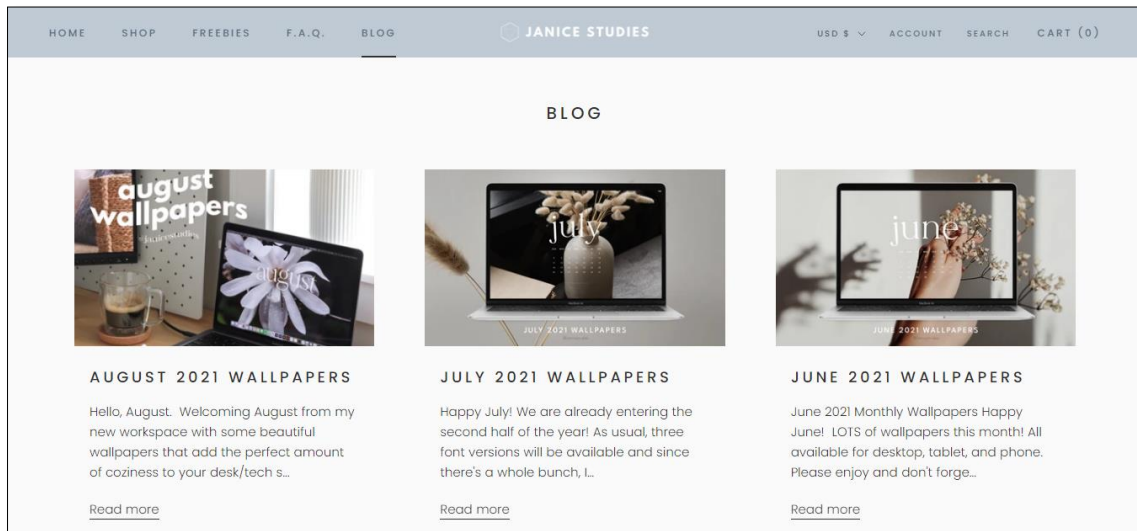 HOME SHOP FREEBIES F.A.Q. BLOG JANICE STUDIES USD $ ACCOUNT SEARCH CART (0)
BLOG
august
wallpapers
august
AUGUST 2021 WALLPAPERS
Hello, August. Welcoming August from my
new workspace with some beautiful
wallpapers that add the perfect amount
of coziness to your desk/tech s...
Read more
july
JULY 2021 WALLPAPERS
JULY 2021 WALLPAPERS
Happy July! We are already entering the
second half of the year! As usual, three
font versions will be available and since
there's a whole bunch, I...
Read more
june
JUNE 2021 WALLPAPERS
JUNE 2021 WALLPAPERS
June 2021 Monthly Wallpapers Happy
June! LOTS of wallpapers this month! All
available for desktop, tablet, and phone.
Please enjoy and don't forge...
Read more